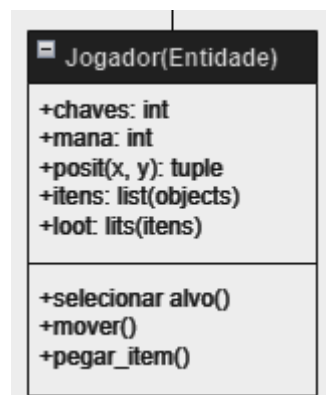 Jogador(Entidade)
+chaves: int
+mana: int
+posit(x, y): tuple
+itens: list(objects)
+loot: lits(itens)
+selecionar alvo()
+mover()
+pegar_item()